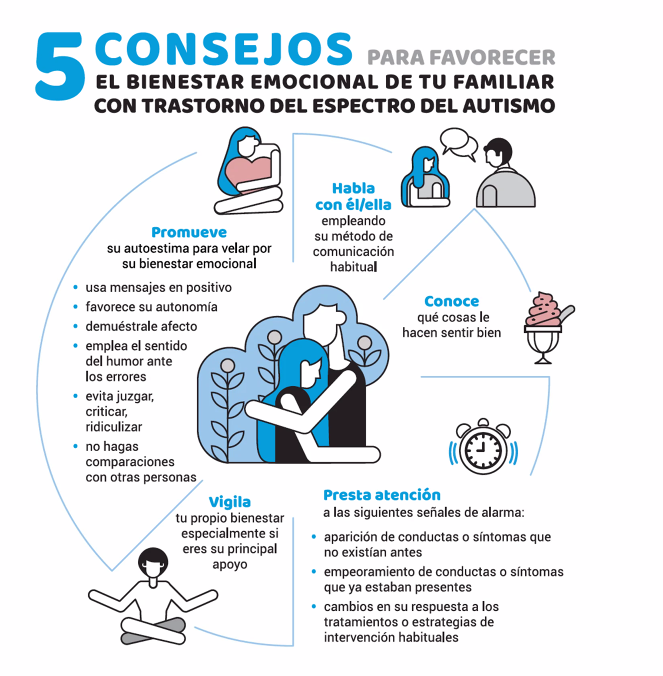 5 CONSEJOS PARA FAVORECER
EL BIENESTAR EMOCIONAL DE TU FAMILIAR
CON TRASTORNO DEL ESPECTRO DEL AUTISMO
Habla
con él/ella
empleando
su método de
comunicación
habitual
Conoce
qué cosas le
hacen sentir bien
Presta atención
a las siguientes señales de alarma:
• aparición de conductas o síntomas que
no existían antes
• empeoramiento de conductas o síntomas
que ya estaban presentes
• cambios en su respuesta a los
tratamientos o estrategias de
intervención habituales
Vigila
tu propio bienestar
especialmente si
eres su principal
apoyo
Promueve
su autoestima para velar por
su bienestar emocional
• usa mensajes en positivo
• favorece su autonomía
• demuéstrale afecto
• emplea el sentido
del humor ante
los errores
• evita juzgar,
criticar,
ridiculizar
• no hagas
comparaciones
con otras personas